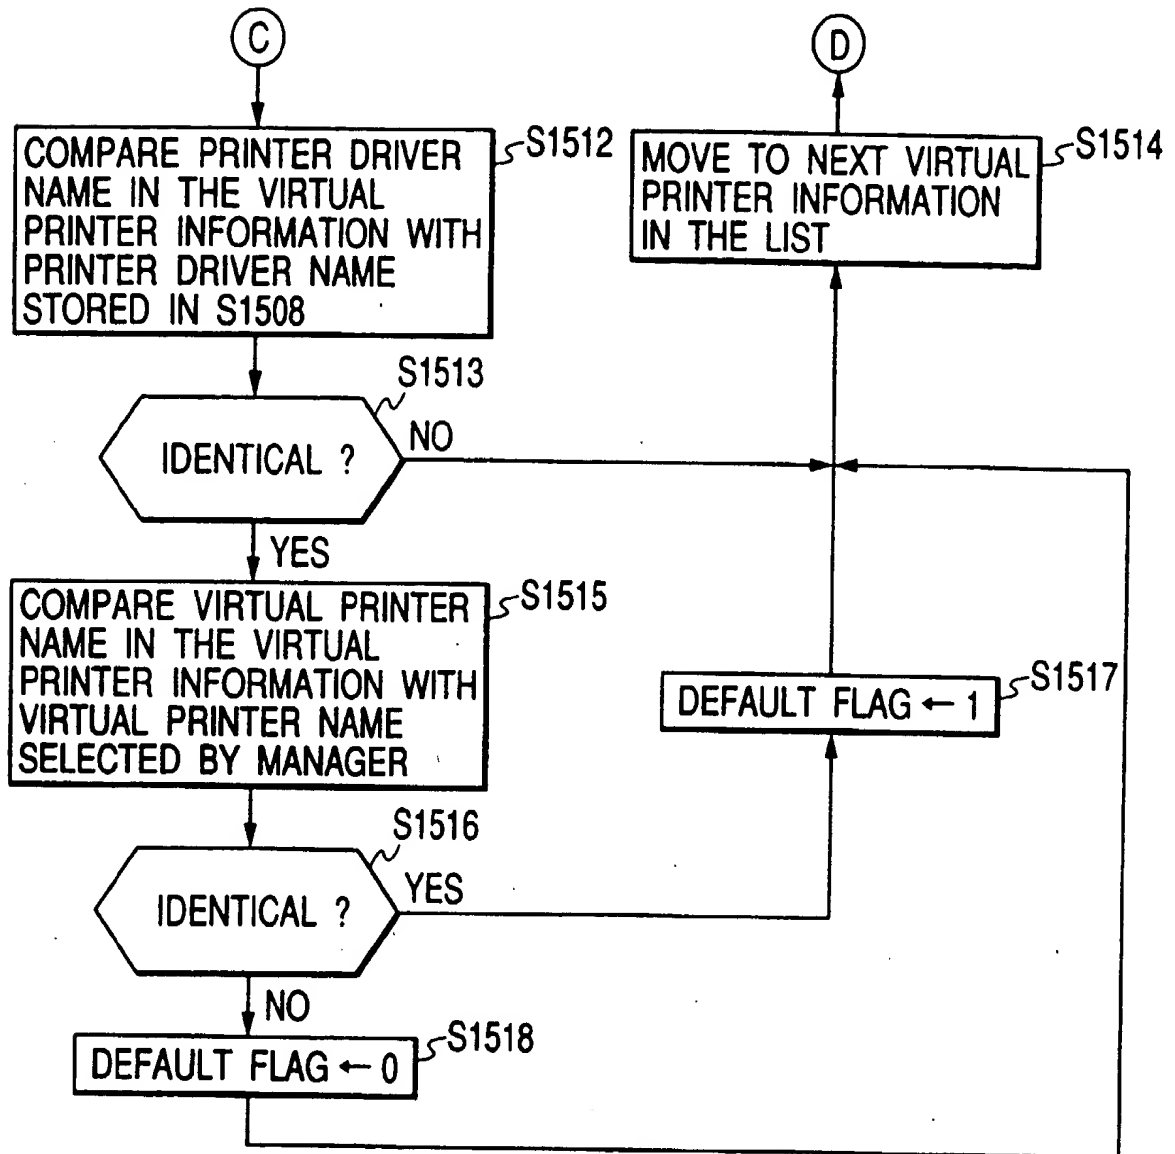 C
COMPARE PRINTER DRIVER
NAME IN THE VIRTUAL
PRINTER INFORMATION WITH
PRINTER DRIVER NAME
STORED IN S1508
S1512
S1513
IDENTICAL ?
NO
YES
COMPARE VIRTUAL PRINTER
NAME IN THE VIRTUAL
PRINTER INFORMATION WITH
VIRTUAL PRINTER NAME
SELECTED BY MANAGER
S1515
S1516
IDENTICAL ?
YES
NO
DEFAULT FLAG ← 0
S1518
D
MOVE TO NEXT VIRTUAL
PRINTER INFORMATION
IN THE LIST
S1514
DEFAULT FLAG ← 1
S1517